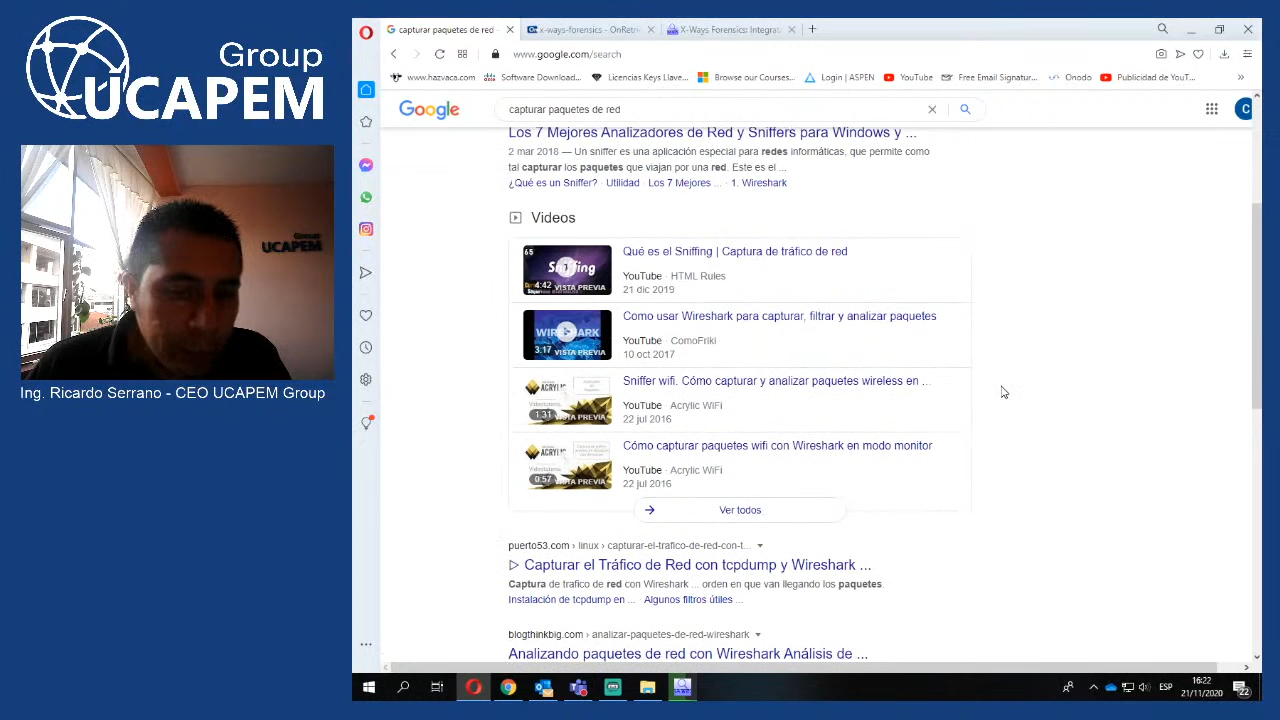 Group
UCAPEM
Group
UCAPEM
Ing. Ricardo Serrano - CEO UCAPEM Group
capturar paquetes de red -
x-ways-forensics - OnRetri
X-Ways Forensics: Integrat
www.google.com/search
www.hazvaca.com
Software Download...
Licencias Keys Llave...
Browse our Courses...
Login | ASPEN
YouTube
Free Email Signatur...
Onodo
Publicidad de YouT...
Google
capturar paquetes de red
C
Los 7 Mejores Analizadores de Red y Sniffers para Windows y ...
2 mar 2018 — Un sniffer es una aplicación especial para redes informáticas, que permite como
tal capturar los paquetes que viajan por una red. Este es el ...
¿Qué es un Sniffer? · Utilidad · Los 7 Mejores ... · 1. Wireshark
Videos
Sniffing
4:42
VISTA PREVIA
Qué es el Sniffing | Captura de tráfico de red
YouTube · HTML Rules
21 dic 2019
WIRESHARK
3:17
VISTA PREVIA
Como usar Wireshark para capturar, filtrar y analizar paquetes
YouTube · ComoFriki
10 oct 2017
ACRYLIC
1:31
VISTA PREVIA
Sniffer wifi. Cómo capturar y analizar paquetes wireless en ...
YouTube · Acrylic WiFi
22 jul 2016
ACRYLIC
0:57
VISTA PREVIA
Cómo capturar paquetes wifi con Wireshark en modo monitor
YouTube · Acrylic WiFi
22 jul 2016
Ver todos
puerto53.com › linux › capturar-el-trafico-de-red-con-t...
▷ Capturar el Tráfico de Red con tcpdump y Wireshark ...
Captura de trafico de red con Wireshark ... orden en que van llegando los paquetes.
Instalación de tcpdump en ... · Algunos filtros útiles ...
blogthinkbig.com › analizar-paquetes-de-red-wireshark
Analizando paquetes de red con Wireshark Análisis de ...
ESP
16:22
21/11/2020
22